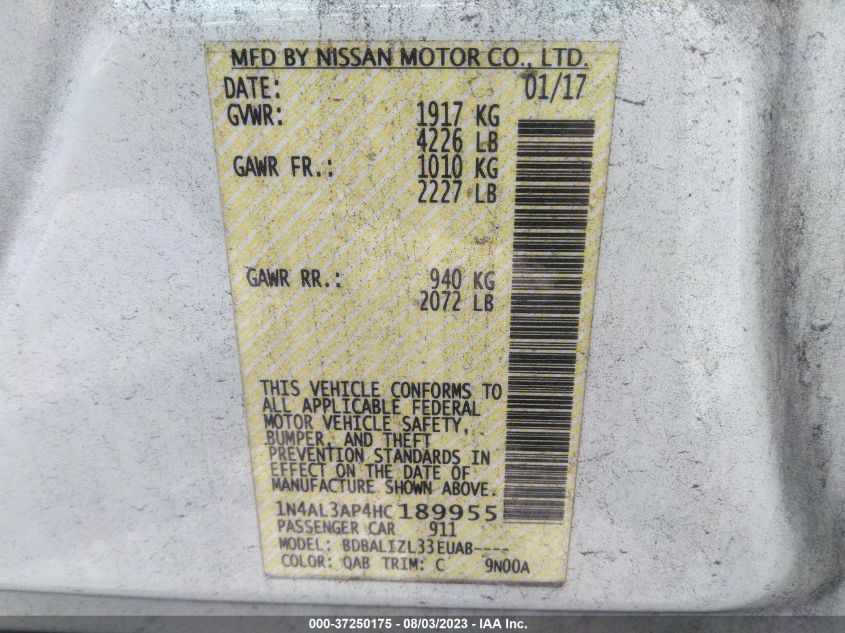 MFD BY NISSAN MOTOR CO., LTD.
DATE: 01/17
GVWR: 1917 KG
4226 LB
GAWR FR.: 1010 KG
2227 LB
GAWR RR.: 940 KG
2072 LB
THIS VEHICLE CONFORMS TO
ALL APPLICABLE FEDERAL
MOTOR VEHICLE SAFETY,
BUMPER, AND THEFT
PREVENTION STANDARDS IN
EFFECT ON THE DATE OF
MANUFACTURE SHOWN ABOVE.
1N4AL3AP4HC189955
PASSENGER CAR 911
MODEL: BDBALIZL33EUAB----
COLOR: QAB TRIM: C 9N00A
000-37250175 — 08/03/2023 — IAA Inc.